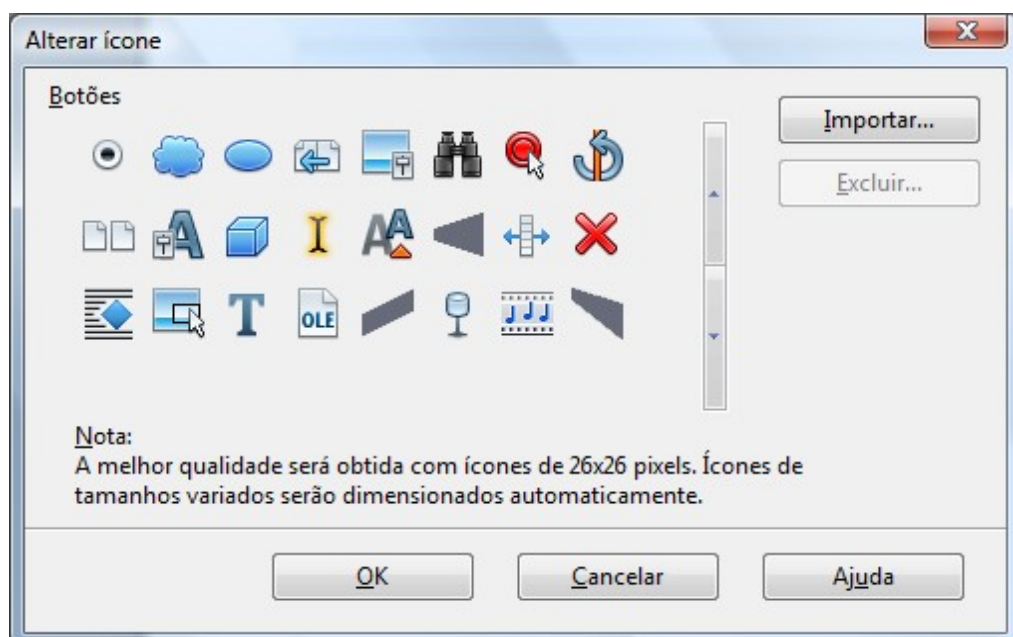 Alterar ícone
Botões
Importar...
Excluir...
OLE
Nota:
A melhor qualidade será obtida com ícones de 26x26 pixels. Ícones de
tamanhos variados serão dimensionados automaticamente.
OK
Cancelar
Ajuda